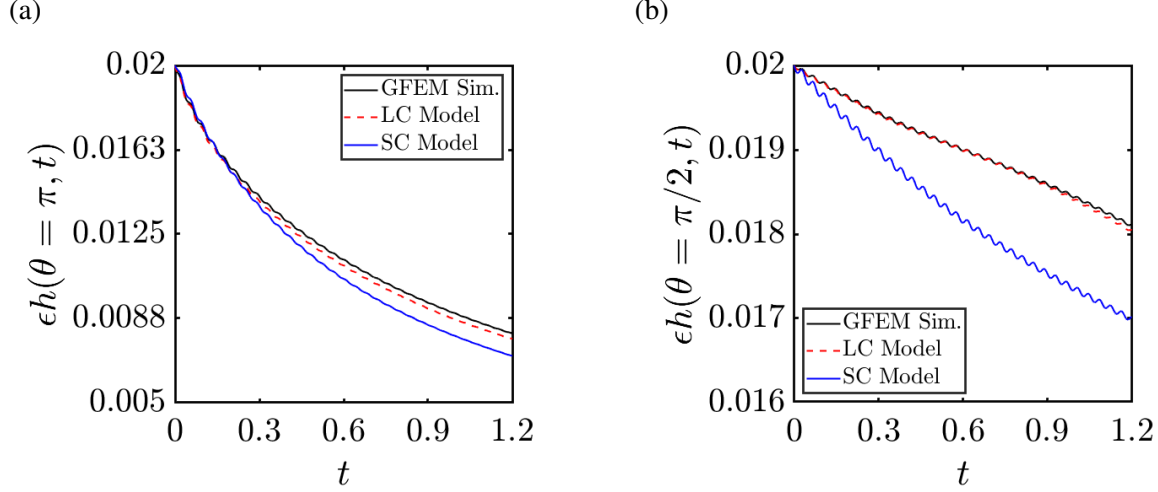 (a)
0.02
0.0163
0.0125
0.0088
0.005
ϵh(θ = π, t)
GFEM Sim.
LC Model
SC Model
0 0.3 0.6 0.9 1.2
t
(b)
0.02
0.019
0.018
0.017
0.016
ϵh(θ = π/2, t)
GFEM Sim.
LC Model
SC Model
0 0.3 0.6 0.9 1.2
t